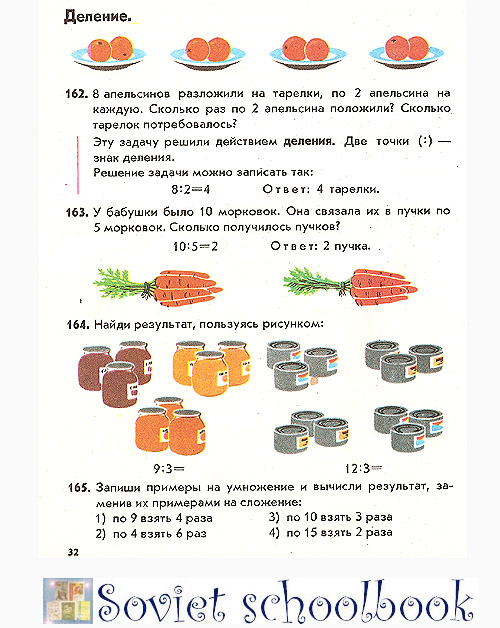 Деление.
162. 8 апельсинов разложили на тарелки, по 2 апельсина на
каждую. Сколько раз по 2 апельсина положили? Сколько
тарелок потребовалось?
Эту задачу решили действием деления. Две точки (:) —
знак деления.
Решение задачи можно записать так:
8:2=4 Ответ: 4 тарелки.
163. У бабушки было 10 морковок. Она связала их в пучки по
5 морковок. Сколько получилось пучков?
10:5=2 Ответ: 2 пучка.
164. Найди результат, пользуясь рисунком:
9:3= 12:3=
165. Запиши примеры на умножение и вычисли результат, за-
менив их примерами на сложение:
1) по 9 взять 4 раза 3) по 10 взять 3 раза
2) по 4 взять 6 раз 4) по 15 взять 2 раза
32
Soviet schoolbook